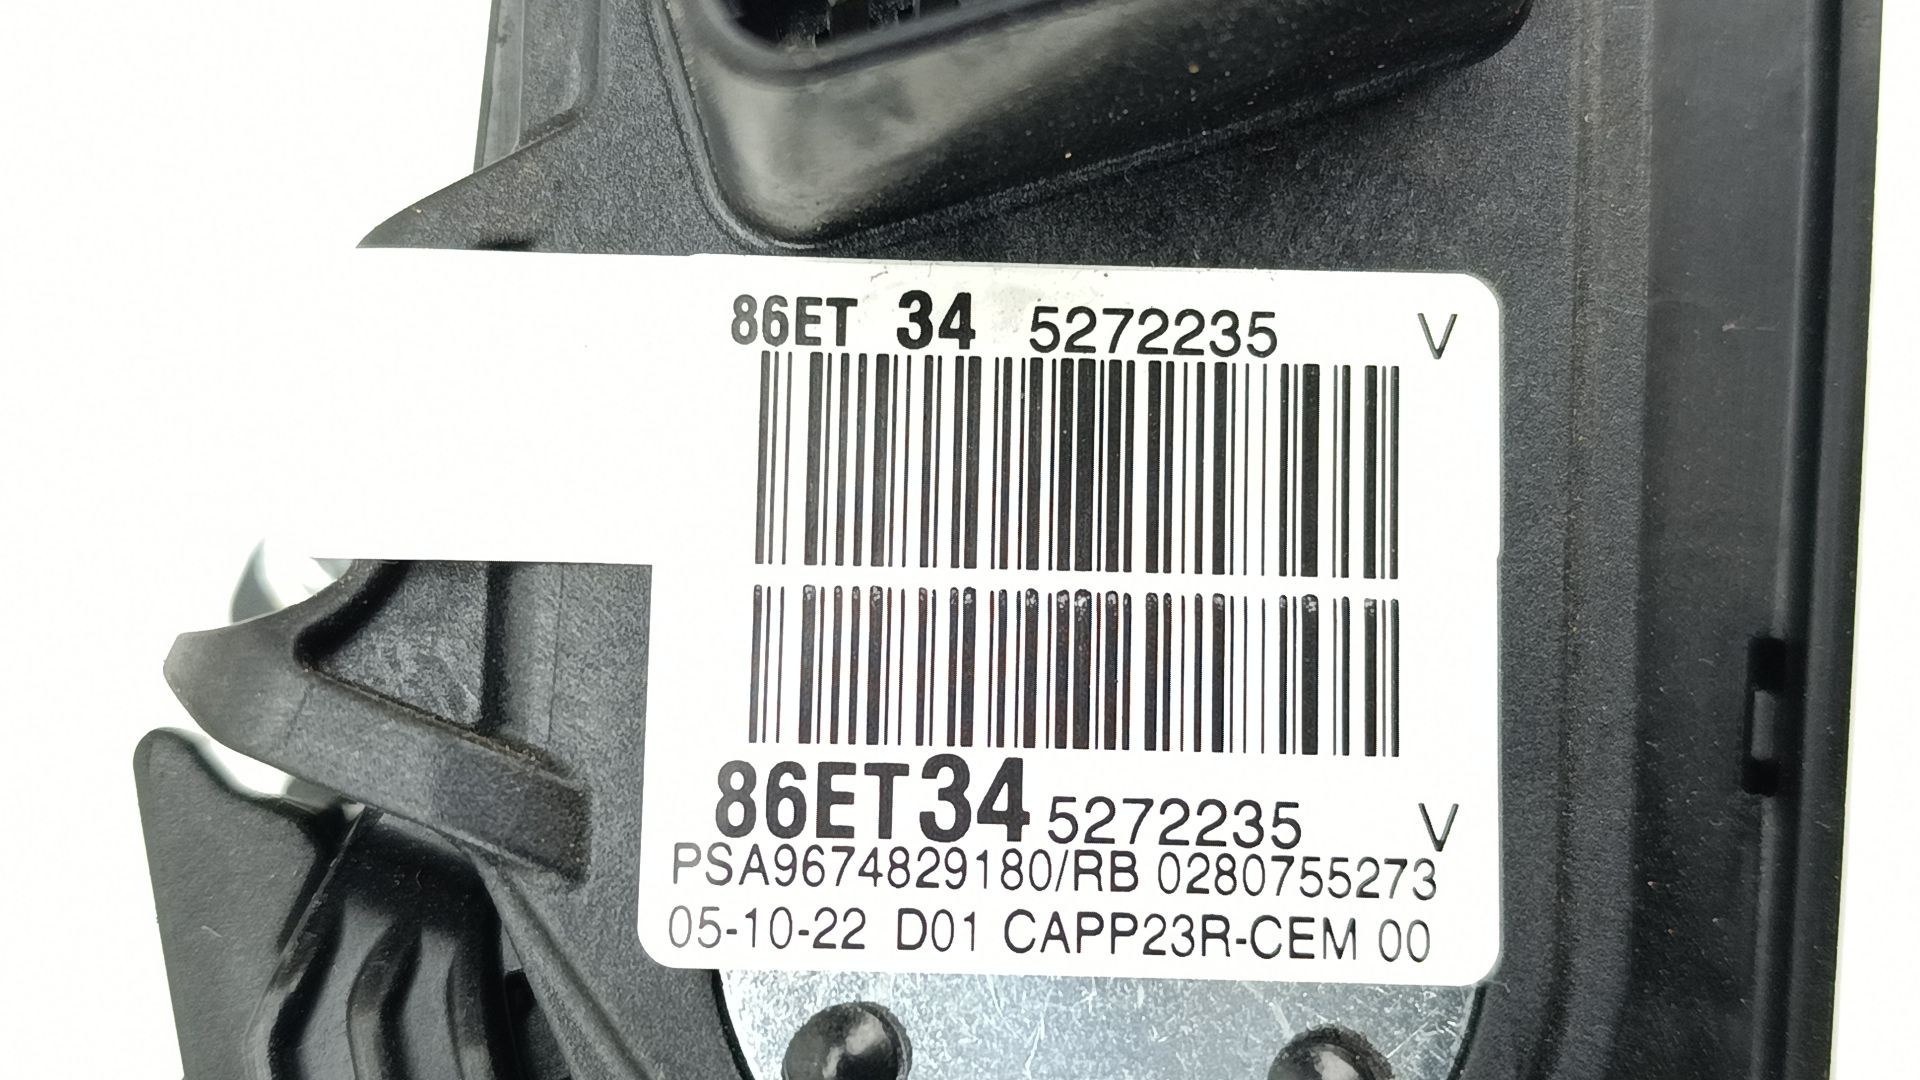 86ET 34 5272235 V
86ET34 5272235 V
PSA9674829180/RB 0280755273
05-10-22 D01 CAPP23R-CEM 00